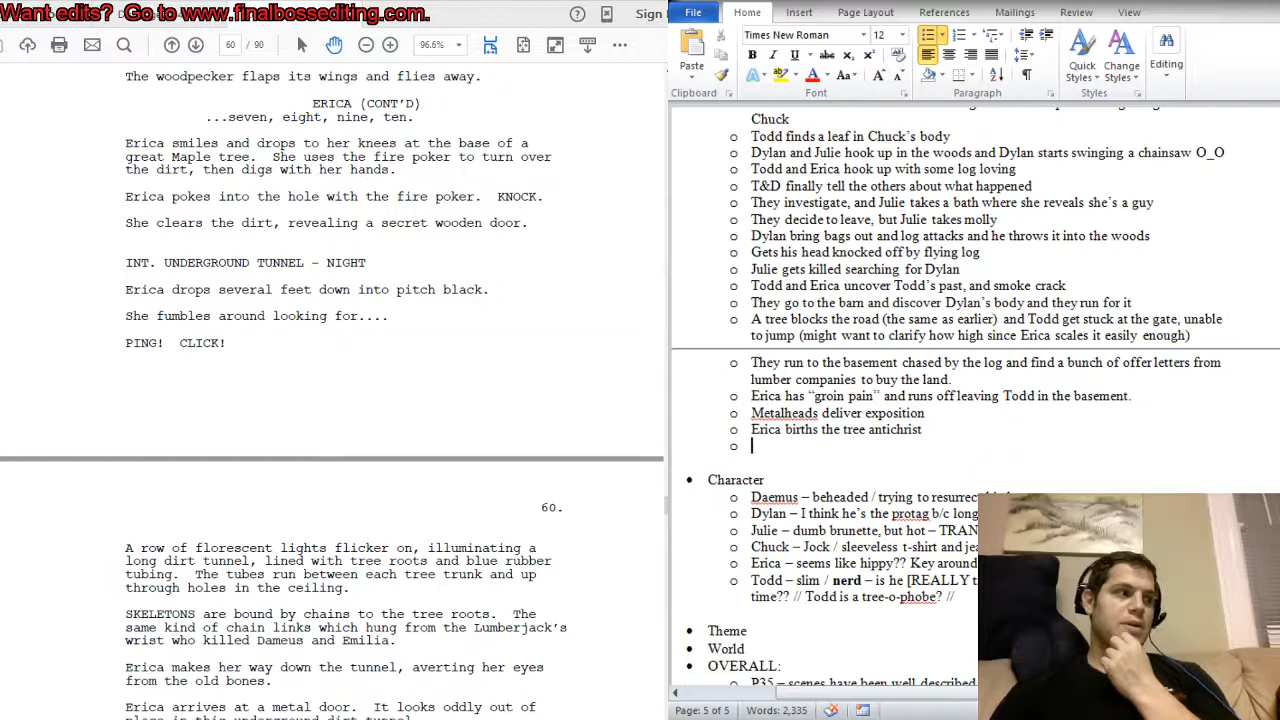 Want edits?  Go to www.finalbossediting.com.
Sign
60
90
96.6%
The woodpecker flaps its wings and flies away.
ERICA (CONT'D)
...seven, eight, nine, ten.
Erica smiles and drops to her knees at the base of a
great Maple tree.  She uses the fire poker to turn over
the dirt, then digs with her hands.
Erica pokes into the hole with the fire poker.  KNOCK.
She clears the dirt, revealing a secret wooden door.
INT. UNDERGROUND TUNNEL - NIGHT
Erica drops several feet down into pitch black.
She fumbles around looking for....
PING!  CLICK!
60.
A row of florescent lights flicker on, illuminating a
long dirt tunnel, lined with tree roots and blue rubber
tubing.  The tubes run between each tree trunk and up
through holes in the ceiling.
SKELETONS are bound by chains to the tree roots.  The
same kind of chain links which hung from the Lumberjack's
wrist who killed Dameus and Emilia.
Erica makes her way down the tunnel, averting her eyes
from the old bones.
Erica arrives at a metal door.  It looks oddly out of
place in this underground dirt tunnel.
File Home Insert Page Layout References Mailings Review View
Times New Roman 12
Paste
Quick Styles
Change Styles
Editing
Clipboard Font Paragraph Styles
Chuck
o Todd finds a leaf in Chuck's body
o Dylan and Julie hook up in the woods and Dylan starts swinging a chainsaw O_O
o Todd and Erica hook up with some log loving
o T&D finally tell the others about what happened
o They investigate, and Julie takes a bath where she reveals she's a guy
o They decide to leave, but Julie takes molly
o Dylan bring bags out and log attacks and he throws it into the woods
o Gets his head knocked off by flying log
o Julie gets killed searching for Dylan
o Todd and Erica uncover Todd's past, and smoke crack
o They go to the barn and discover Dylan's body and they run for it
o A tree blocks the road (the same as earlier) and Todd get stuck at the gate, unable
to jump (might want to clarify how high since Erica scales it easily enough)
o They run to the basement chased by the log and find a bunch of offer letters from
lumber companies to buy the land.
o Erica has "groin pain" and runs off leaving Todd in the basement.
o Metalheads deliver exposition
o Erica births the tree antichrist
o
• Character
o Daemus – beheaded / trying to resurrect
o Dylan – I think he's the protag b/c long
o Julie – dumb brunette, but hot – TRAN
o Chuck – Jock / sleeveless t-shirt and jea
o Erica – seems like hippy?? Key around
o Todd – slim / nerd – is he [REALLY t
time?? // Todd is a tree-o-phobe? //
• Theme
• World
• OVERALL:
o P35 – scenes have been well described
Page: 5 of 5 Words: 2,335